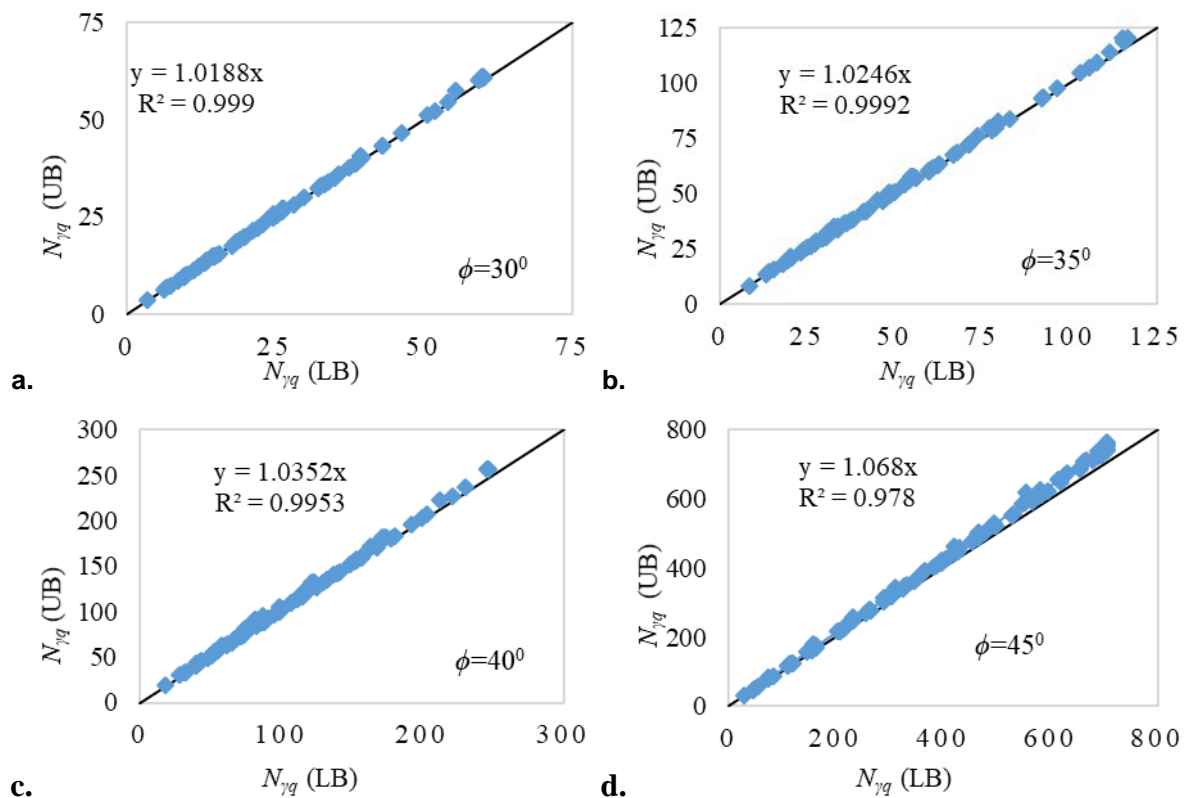 75
50
25
0
0 25 50 75
Nγq (UB)
Nγq (LB)
y = 1.0188x
R² = 0.999
ϕ=30⁰
a.
125
100
75
50
25
0
0 25 50 75 100 125
Nγq (UB)
Nγq (LB)
y = 1.0246x
R² = 0.9992
ϕ=35⁰
b.
300
250
200
150
100
50
0
0 100 200 300
Nγq (UB)
Nγq (LB)
y = 1.0352x
R² = 0.9953
ϕ=40⁰
c.
800
600
400
200
0
0 200 400 600 800
Nγq (UB)
Nγq (LB)
y = 1.068x
R² = 0.978
ϕ=45⁰
d.